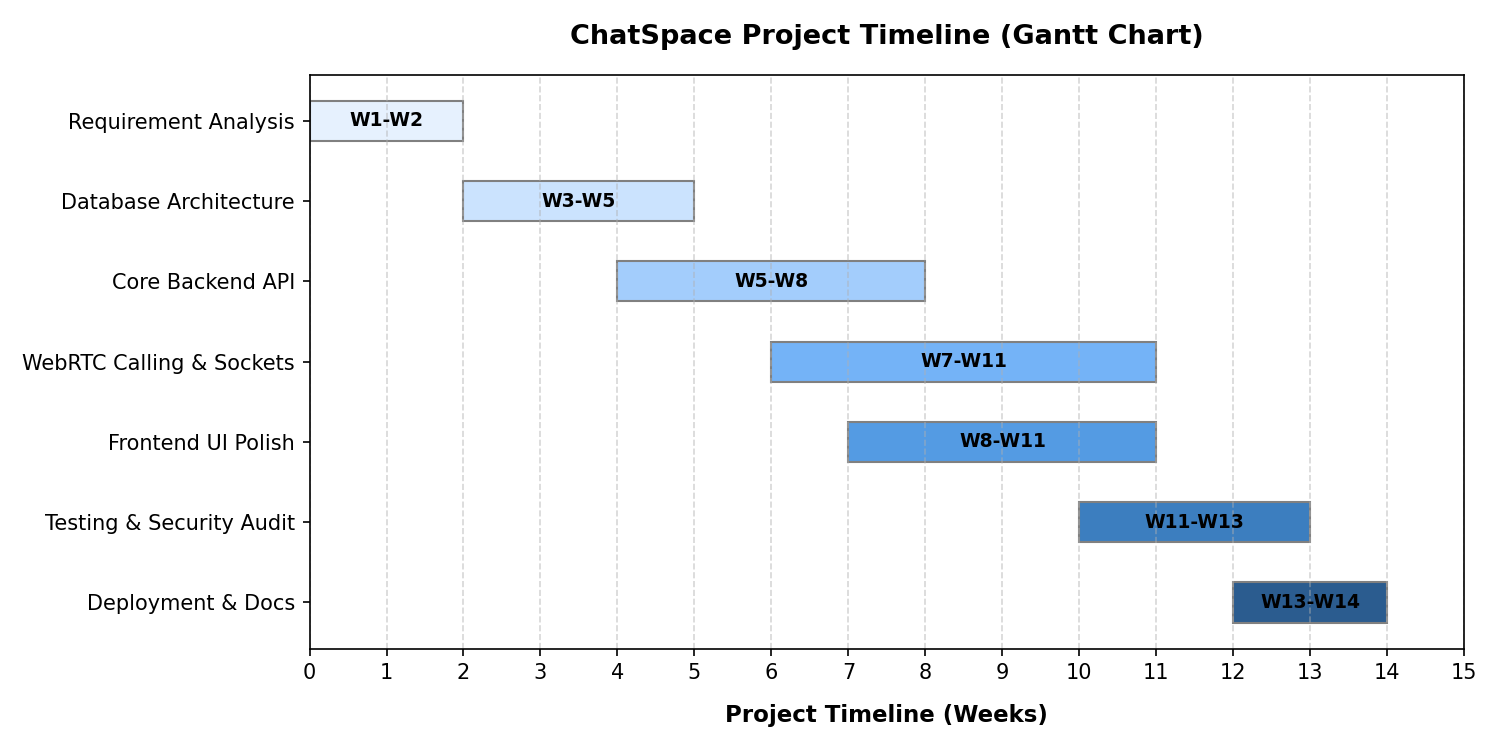 ChatSpace Project Timeline (Gantt Chart)
Requirement Analysis
W1-W2
Database Architecture
W3-W5
Core Backend API
W5-W8
WebRTC Calling & Sockets
W7-W11
Frontend UI Polish
W8-W11
Testing & Security Audit
W11-W13
Deployment & Docs
W13-W14
0 1 2 3 4 5 6 7 8 9 10 11 12 13 14 15
Project Timeline (Weeks)